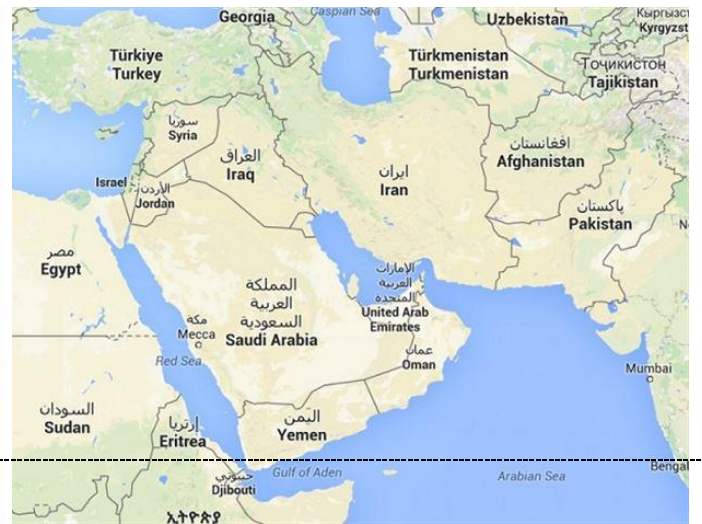 Georgia
Caspian Sea
Uzbekistan
Кыргызст
Kyrgyzst
Türkiye
Turkey
Türkmenistan
Turkmenistan
Тоҷикистон
Tajikistan
سوريا
Syria
العراق
Iraq
ایران
Iran
افغانستان
Afghanistan
Israel
الأردن
Jordan
پاکستان
Pakistan
N
مصر
Egypt
المملكة
العربية
السعودية
Saudi Arabia
الإمارات
العربية
المتحدة
United Arab
Emirates
مكة
Mecca
Red Sea
عمان
Oman
Mumbai
السودان
Sudan
إرتريا
Eritrea
اليمن
Yemen
جيبوتي
Djibouti
Gulf of Aden
Arabian Sea
Bengal
ኢትዮጵያ